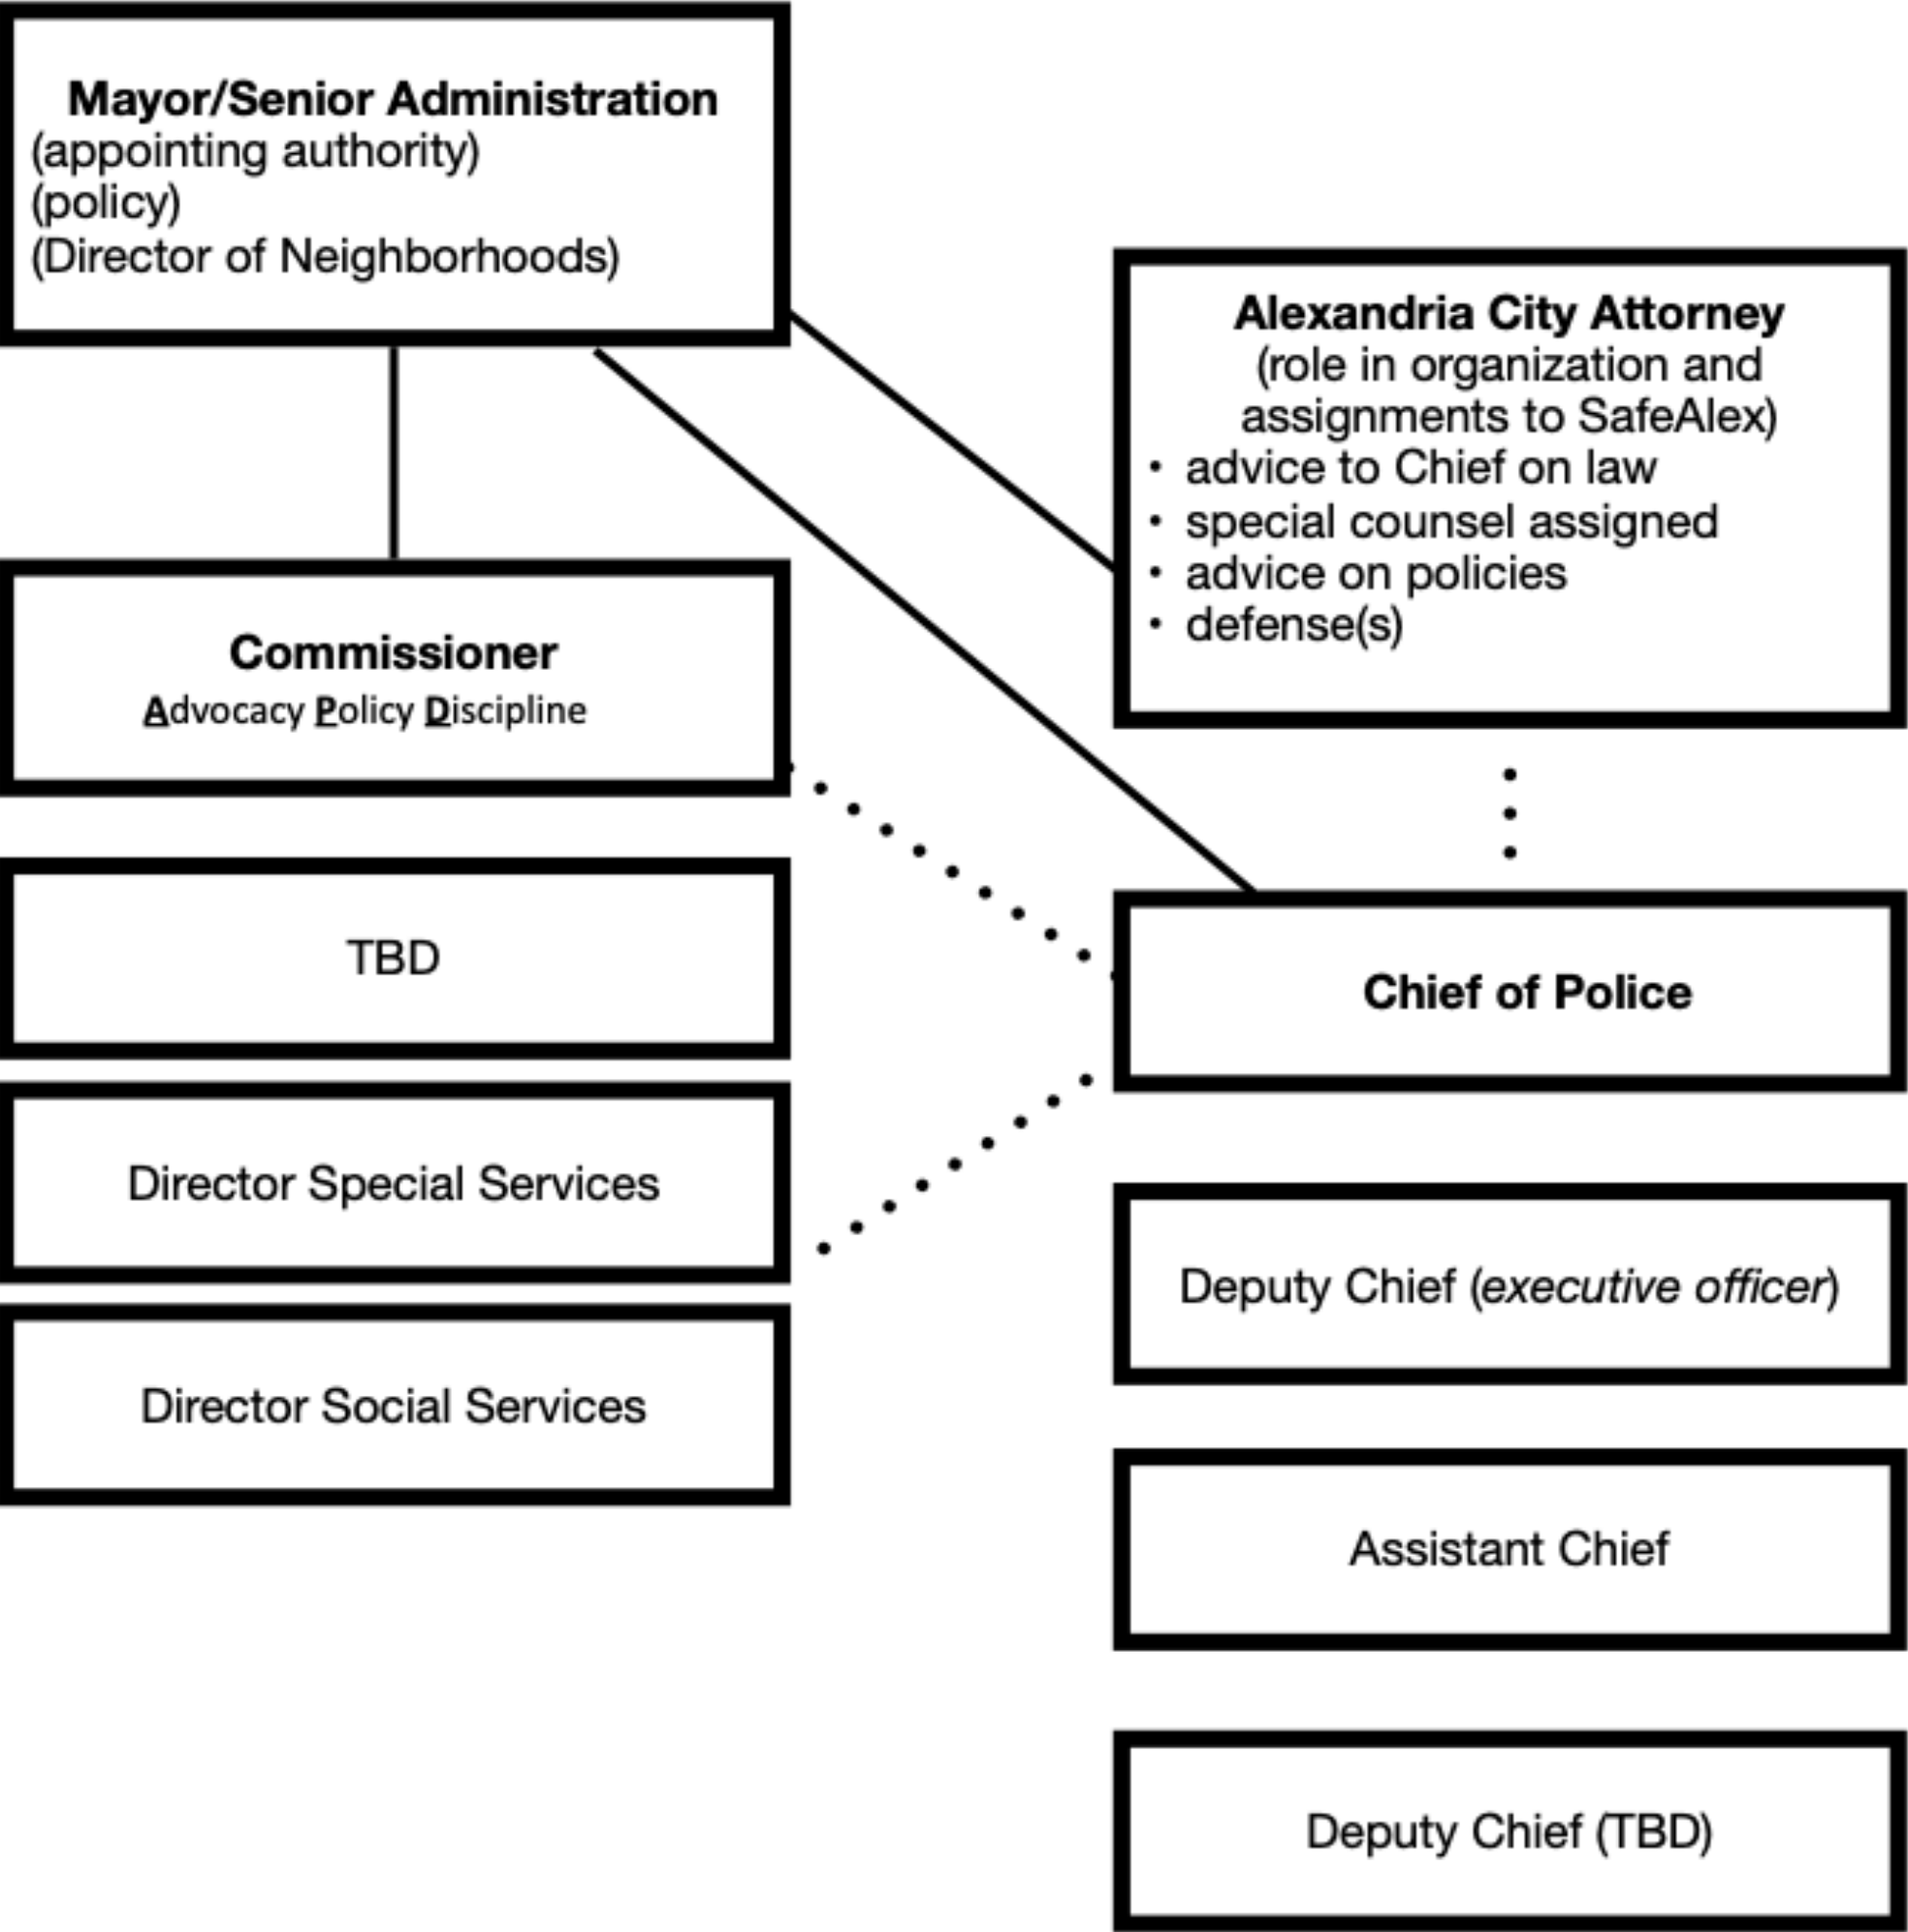 Mayor/Senior Administration
(appointing authority)
(policy)
(Director of Neighborhoods)
Alexandria City Attorney
(role in organization and
assignments to SafeAlex)
• advice to Chief on law
• special counsel assigned
• advice on policies
• defense(s)
Commissioner
Advocacy Policy Discipline
TBD
Chief of Police
Director Special Services
Deputy Chief (executive officer)
Director Social Services
Assistant Chief
Deputy Chief (TBD)